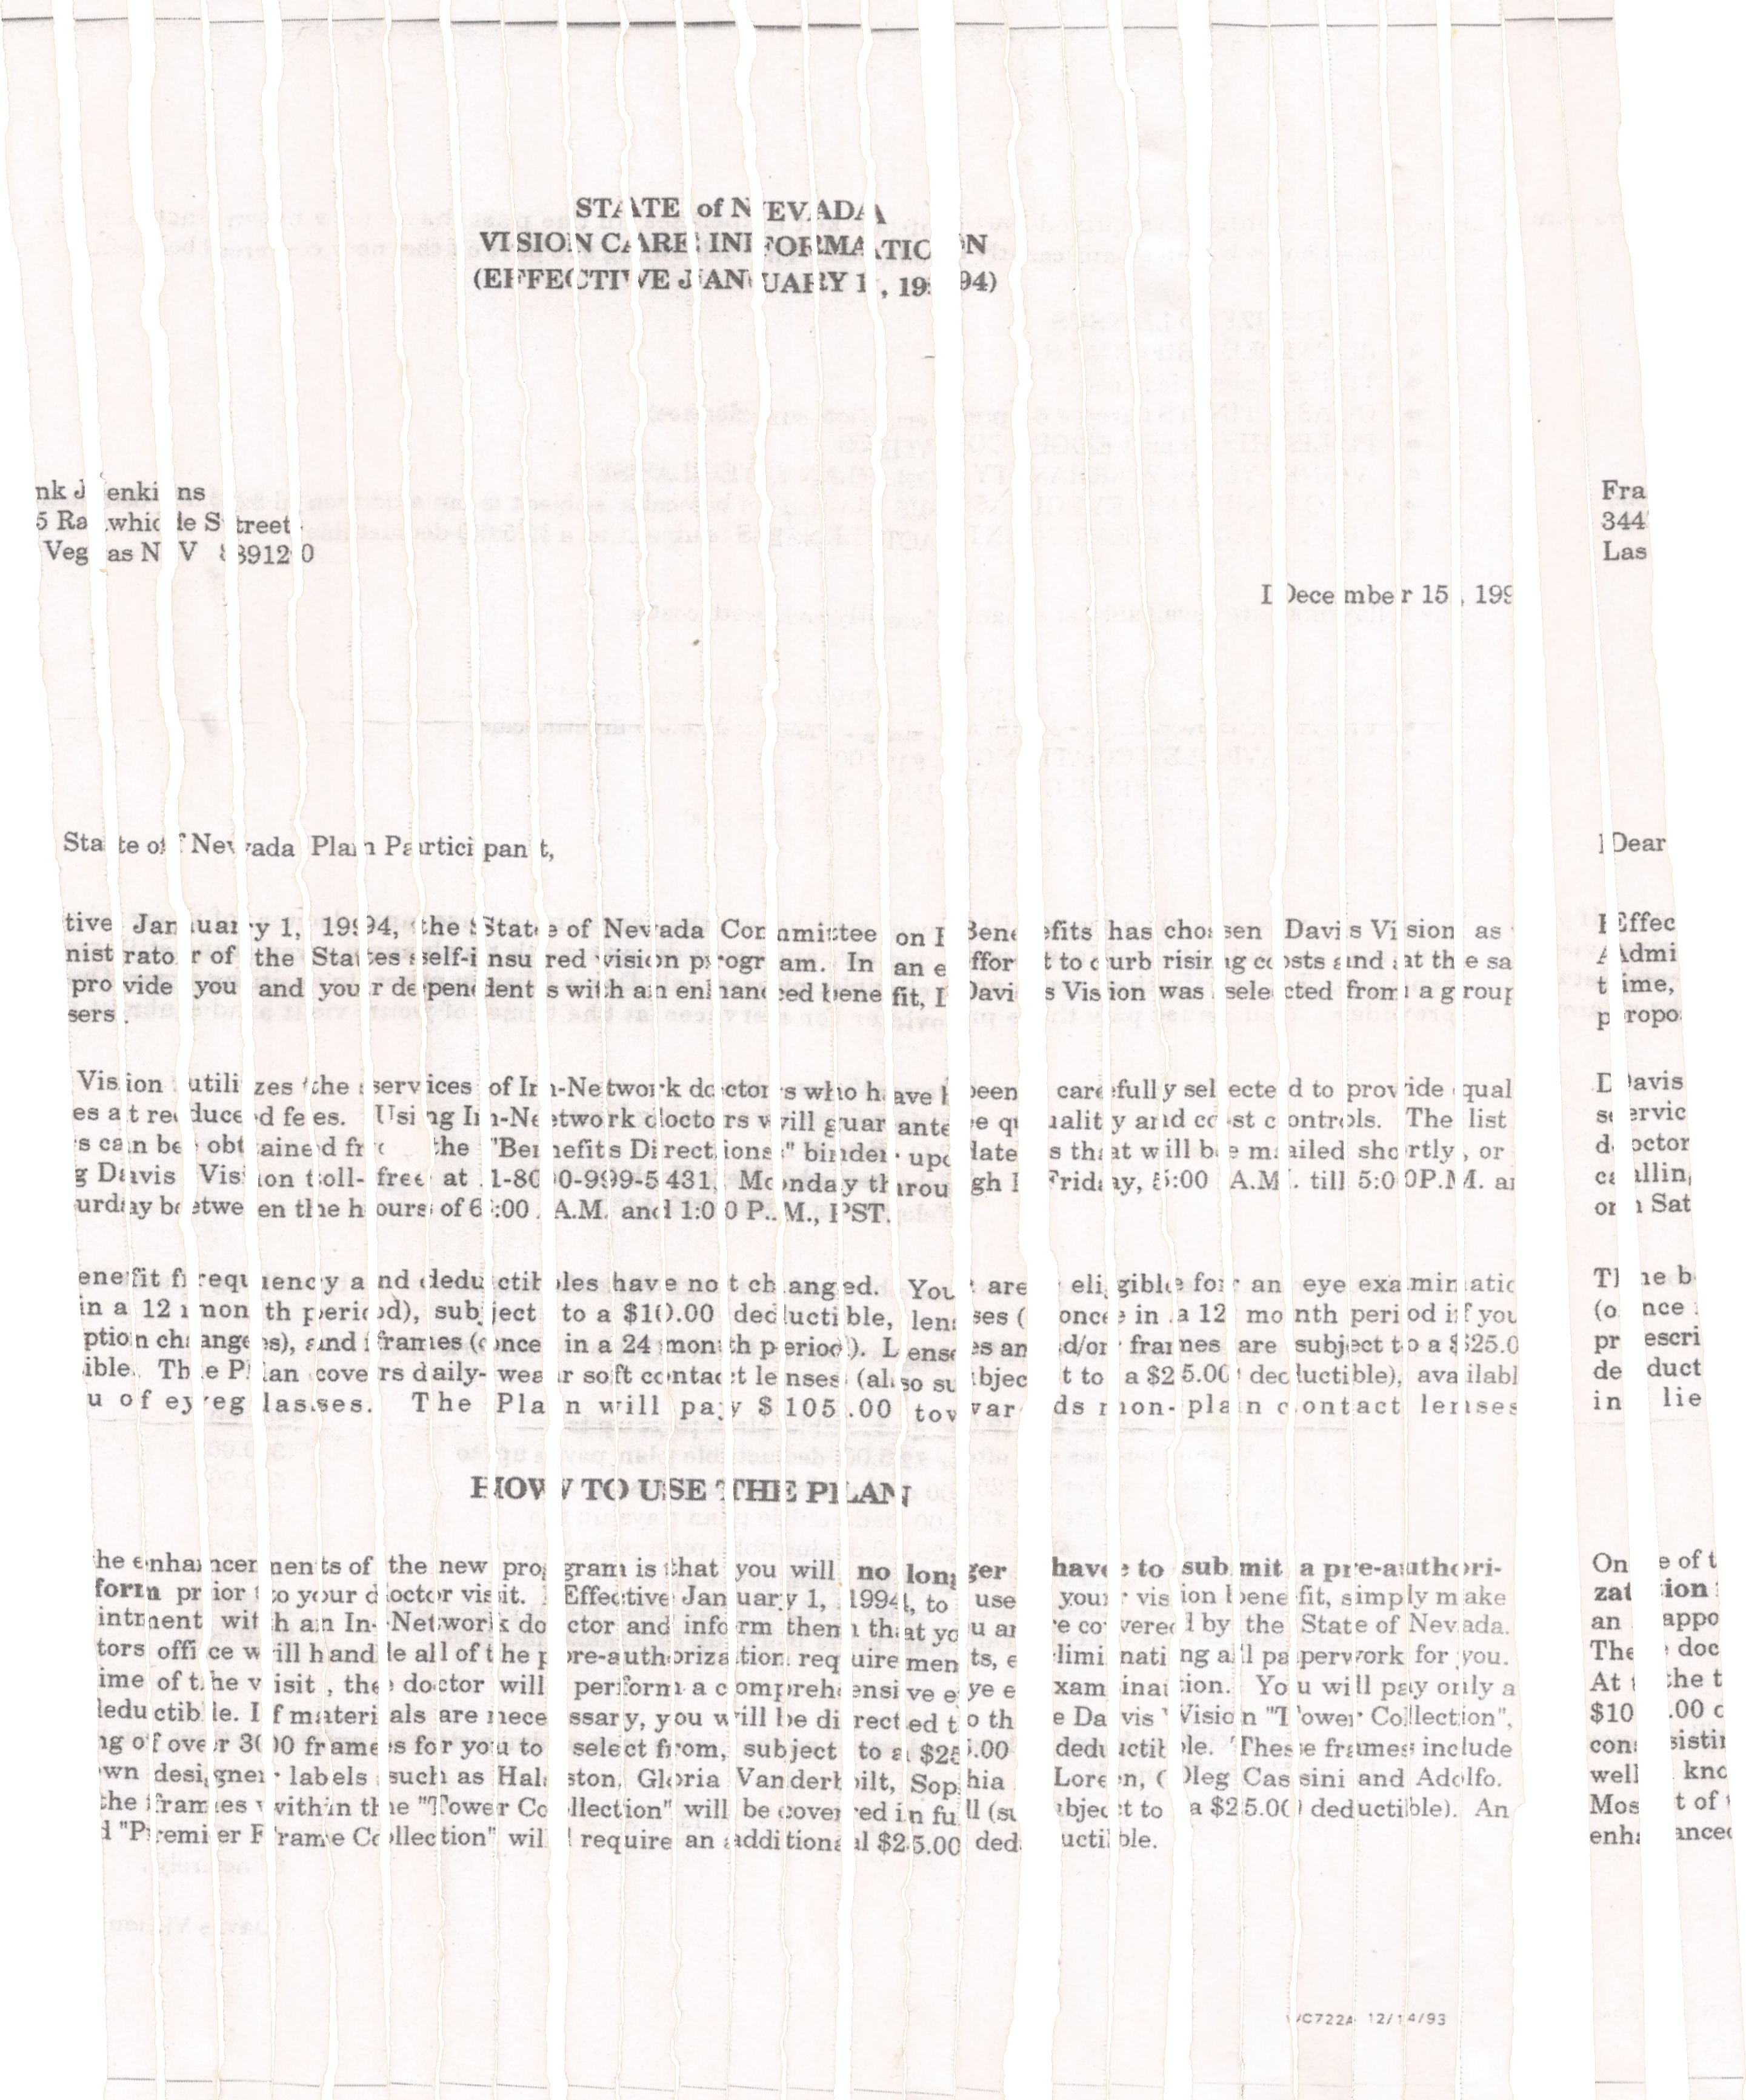 STATE of NEVADA
VISION CARE INFORMATION
(EFFECTIVE JANUARY 1, 1994)
Frank J Jenkins
3445 Rawhide Street
Las Vegas NV 89120
December 15, 199
Dear State of Nevada Plan Participant,
Effective January 1, 1994, the State of Nevada Committee on Benefits has chosen Davis Vision as
Administrator of the States self-insured vision program. In an effort to curb rising costs and at the sa
time, provide you and your dependents with an enhanced benefit, Davis Vision was selected from a group
proposers.
Davis Vision utilizes the services of In-Network doctors who have been carefully selected to provide qual
services at reduced fees. Using In-Network doctors will guarantee quality and cost controls. The list
doctors can be obtained fro the "Benefits Directions" binder updates that will be mailed shortly, or
calling Davis Vision toll-free at 1-800-999-5431, Monday through Friday, 5:00 A.M. till 5:00P.M. an
on Saturday between the hours of 6:00 A.M. and 1:00 P.M., PST.
The benefit frequency and deductibles have not changed. You are eligible for an eye examinatio
(once in a 12 month period), subject to a $10.00 deductible, lenses (once in a 12 month period if you
prescription changes), and frames (once in a 24 month period). Lenses and/or frames are subject to a $25.0
deductible. The Plan covers daily-wear soft contact lenses (also subject to a $25.00 deductible), availabl
in lieu of eyeglasses. The Plan will pay $105.00 towards non-plan contact lenses
HOW TO USE THE PLAN
One of the enhancements of the new program is that you will no longer have to submit a pre-authori-
zation form prior to your doctor visit. Effective January 1, 1994, to use your vision benefit, simply make
an appointment with an In-Network doctor and inform them that you are covered by the State of Nevada.
The doctors office will handle all of the pre-authorization requirements, eliminating all paperwork for you.
At the time of the visit, the doctor will perform a comprehensive eye examination. You will pay only a
$10.00 deductible. If materials are necessary, you will be directed to the Davis Vision "Tower Collection",
consisting of over 300 frames for you to select from, subject to a $25.00 deductible. These frames include
well known designer labels such as Halston, Gloria Vanderbilt, Sophia Loren, Oleg Cassini and Adolfo.
Most of the frames within the "Tower Collection" will be covered in full (subject to a $25.00 deductible). An
enhanced "Premier Frame Collection" will require an additional $25.00 deductible.
VC722A 12/14/93